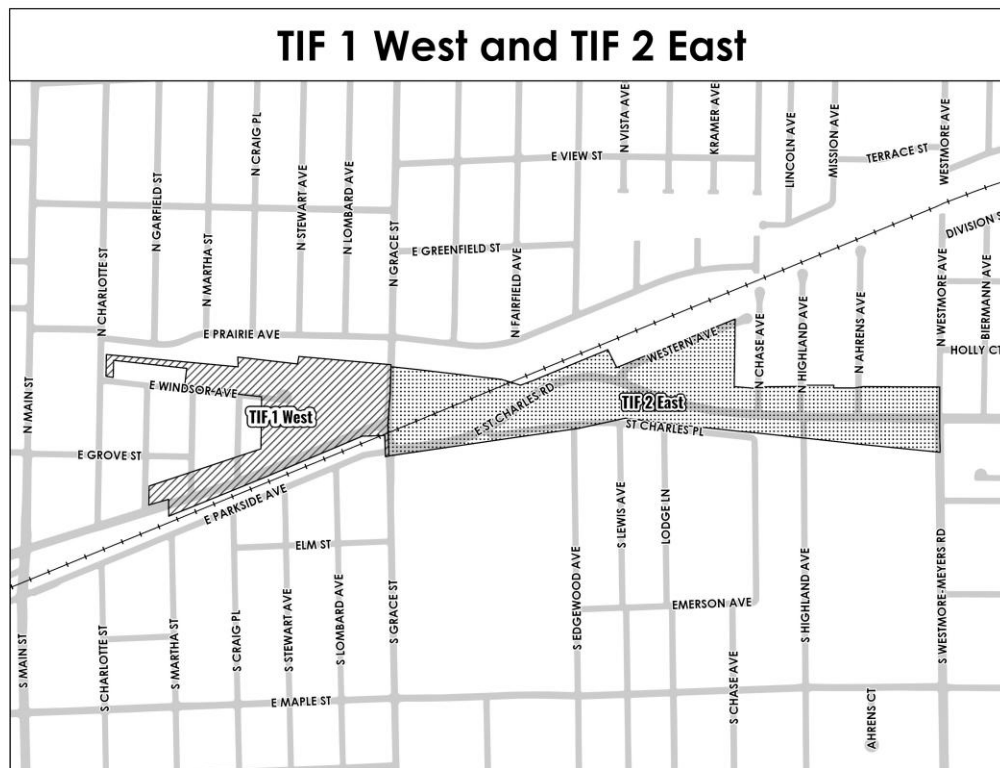 TIF 1 West and TIF 2 East
N VISTA AVE
KRAMER AVE
LINCOLN AVE
MISSION AVE
WESTMORE AVE
TERRACE ST
E VIEW ST
N CRAIG PL
N GARFIELD ST
N STEWART AVE
N LOMBARD AVE
N MARTHA ST
N CHARLOTTE ST
N GRACE ST
E GREENFIELD ST
N FAIRFIELD AVE
DIVISION S
N WESTMORE AVE
BIERMANN AVE
E PRAIRIE AVE
N CHASE AVE
N HIGHLAND AVE
N AHRENS AVE
HOLLY CT
WESTERN AVE
N MAIN ST
E WINDSOR AVE
TIF 1 West
E ST CHARLES RD
TIF 2 East
ST CHARLES PL
E GROVE ST
E PARKSIDE AVE
ELM ST
S LEWIS AVE
LODGE LN
S EDGEWOOD AVE
S HIGHLAND AVE
S WESTMORE-MEYERS RD
EMERSON AVE
S MAIN ST
S CHARLOTTE ST
S MARTHA ST
S CRAIG PL
S STEWART AVE
S LOMBARD AVE
S GRACE ST
S CHASE AVE
E MAPLE ST
AHRENS CT